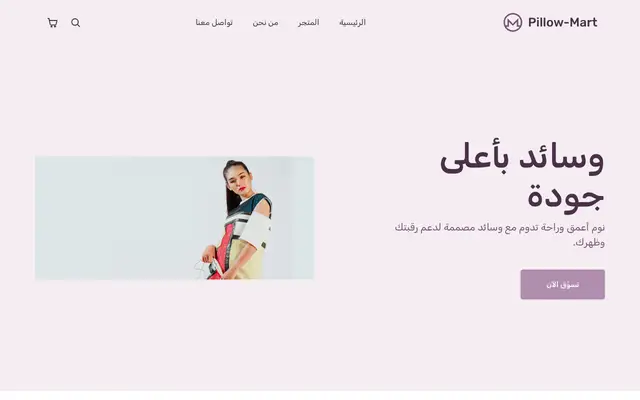 Pillow-Mart
الرئيسية
المتجر
من نحن
تواصل معنا
وسائد بأعلى
جودة
نوم أعمق وراحة تدوم مع وسائد مصممة لدعم رقبتك
وظهرك.
تسوّق الآن